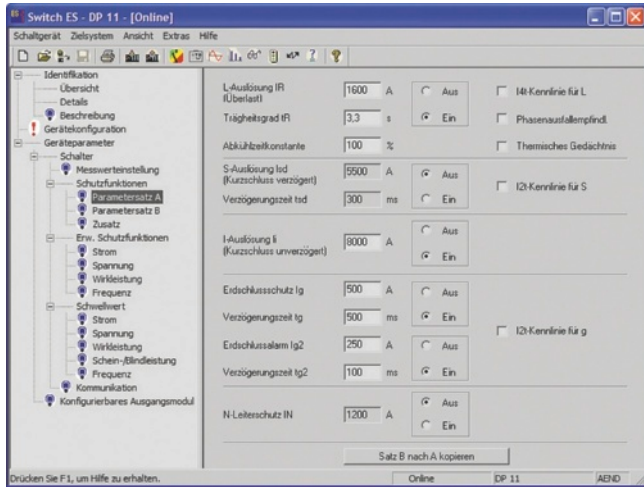 Switch ES - DP 11 - [Online]
Schaltgerät Zielsystem Ansicht Extras Hilfe
Identifikation
Übersicht
Details
Beschreibung
Gerätekonfiguration
Geräteparameter
Schalter
Messwerteinstellung
Schutzfunktionen
Parametersatz A
Parametersatz B
Zusatz
Erw. Schutzfunktionen
Strom
Spannung
Wirkleistung
Frequenz
Schwellwert
Strom
Spannung
Wirkleistung
Schein-/Blindleistung
Frequenz
Kommunikation
Konfigurierbares Ausgangsmodul
L-Auslösung IR 1600 A Aus I4t-Kennlinie für L
(Überlast)
Trägheitsgrad tR 3,3 s Ein Phasenausfallempfindl.
Abkühlzeitkonstante 100 % Thermisches Gedächtnis
S-Auslösung Isd 5500 A Aus
(Kurzschluss verzögert) I2t-Kennlinie für S
Verzögerungszeit tsd 300 ms Ein
I-Auslösung Ii 8000 A Aus
(Kurzschluss unverzögert) Ein
Erdschlussschutz Ig 500 A Aus
Verzögerungszeit tg 500 ms Ein I2t-Kennlinie für g
Erdschlussalarm Ig2 250 A Aus
Verzögerungszeit tg2 100 ms Ein
N-Leiterschutz IN 1200 A Aus
Ein
Satz B nach A kopieren
Drücken Sie F1, um Hilfe zu erhalten. Online DP 11 AEND